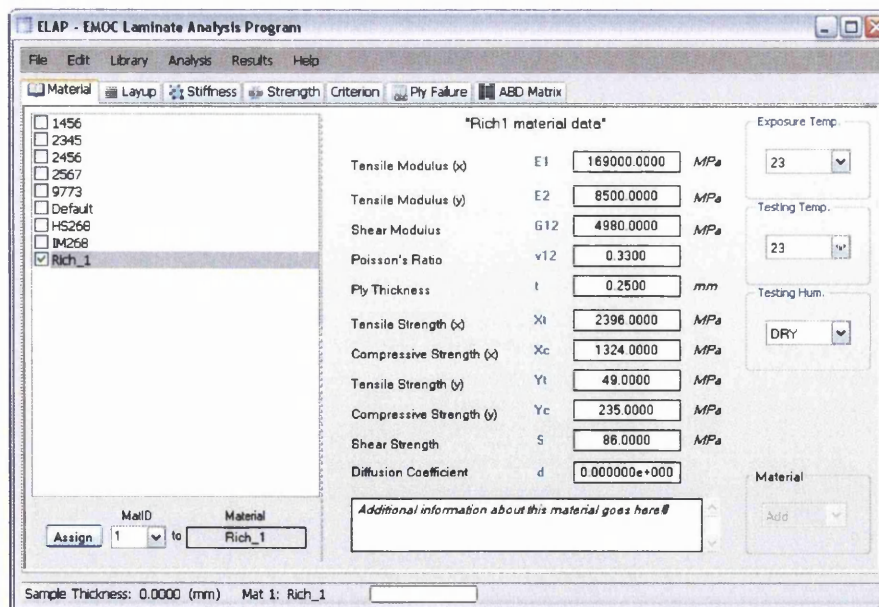 ELAP - EMOC Laminate Analysis Program
File Edit Library Analysis Results Help
Material Layup Stiffness Strength Criterion Ply Failure ABD Matrix
1456
2345
2456
2567
9773
Default
HS268
IM268
Rich_1
MatID Material
Assign 1 to Rich_1
"Rich1 material data"
Tensile Modulus (x) E1 169000.0000 MPa
Tensile Modulus (y) E2 8500.0000 MPa
Shear Modulus G12 4980.0000 MPa
Poisson's Ratio v12 0.3300
Ply Thickness t 0.2500 mm
Tensile Strength (x) Xt 2396.0000 MPa
Compressive Strength (x) Xc 1324.0000 MPa
Tensile Strength (y) Yt 49.0000 MPa
Compressive Strength (y) Yc 235.0000 MPa
Shear Strength S 86.0000 MPa
Diffusion Coefficient d 0.000000e+000
Additional information about this material goes here
Exposure Temp.
23
Testing Temp.
23
Testing Hum.
DRY
Material
Add
Sample Thickness: 0.0000 (mm) Mat 1: Rich_1